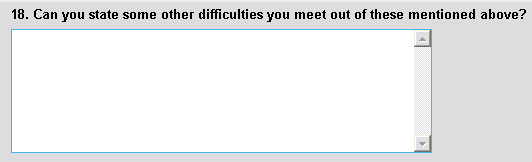 18. Can you state some other difficulties you meet out of these mentioned above?